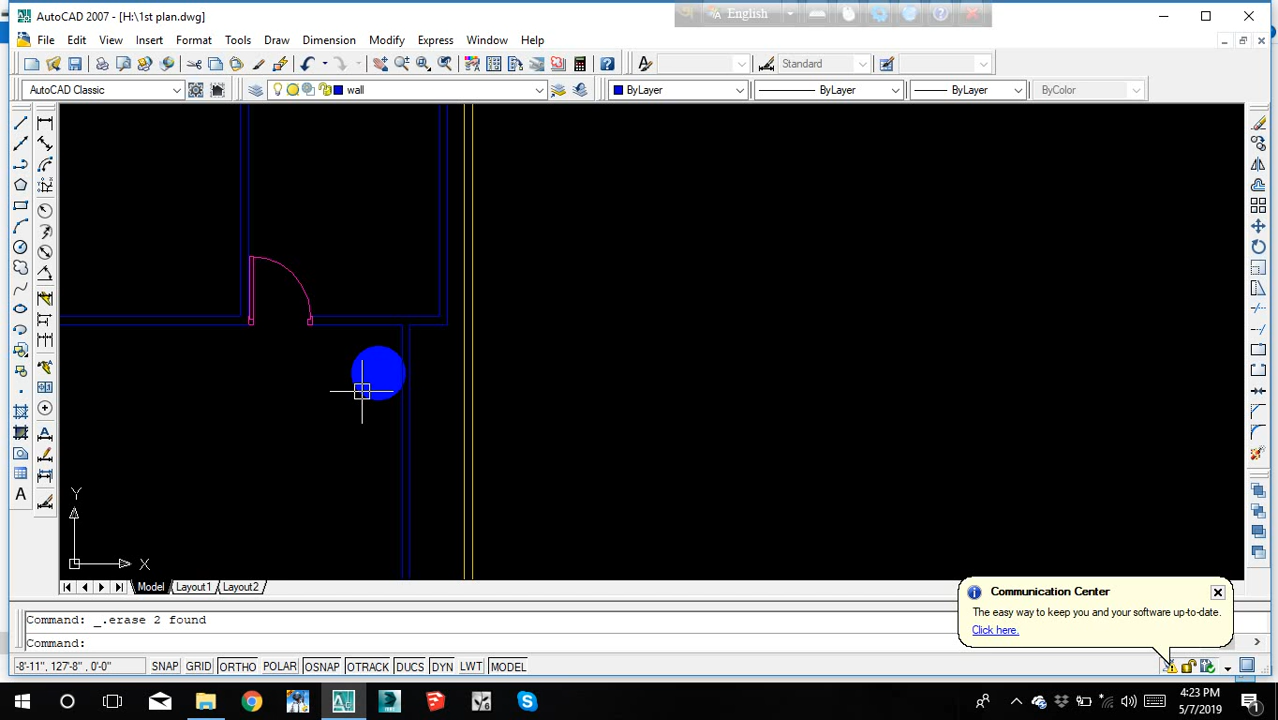 AutoCAD 2007 - [H:\1st plan.dwg]
English
File Edit View Insert Format Tools Draw Dimension Modify Express Window Help
Standard
AutoCAD Classic
wall
ByLayer
ByLayer
ByLayer
ByColor
A
Y
X
Model Layout1 Layout2
Communication Center
The easy way to keep you and your software up-to-date.
Click here.
Command: _.erase 2 found
Command:
-8'-11", 127'-8" , 0'-0"
SNAP GRID ORTHO POLAR OSNAP OTRACK DUCS DYN LWT MODEL
4:23 PM
5/7/2019